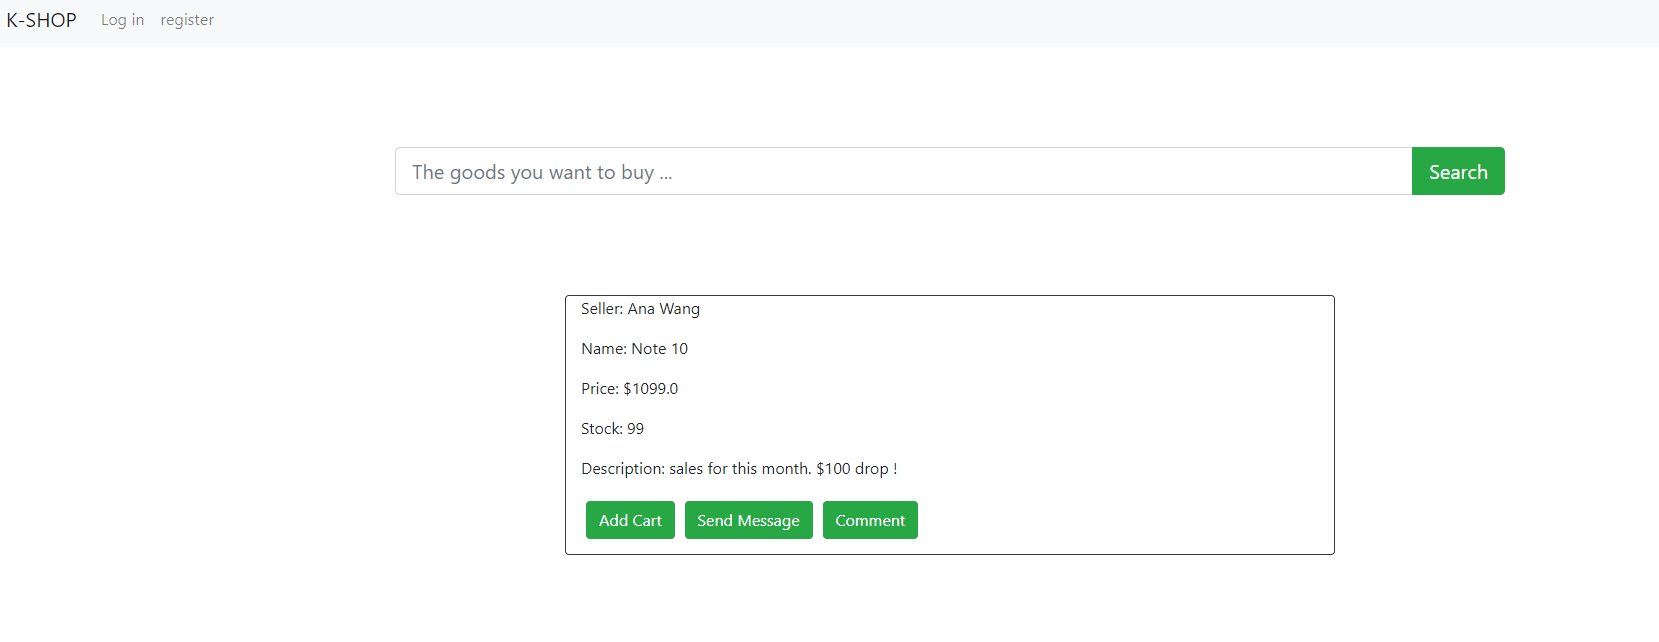 K-SHOP Log in register
The goods you want to buy ... Search
Seller: Ana Wang
Name: Note 10
Price: $1099.0
Stock: 99
Description: sales for this month. $100 drop !
Add Cart Send Message Comment